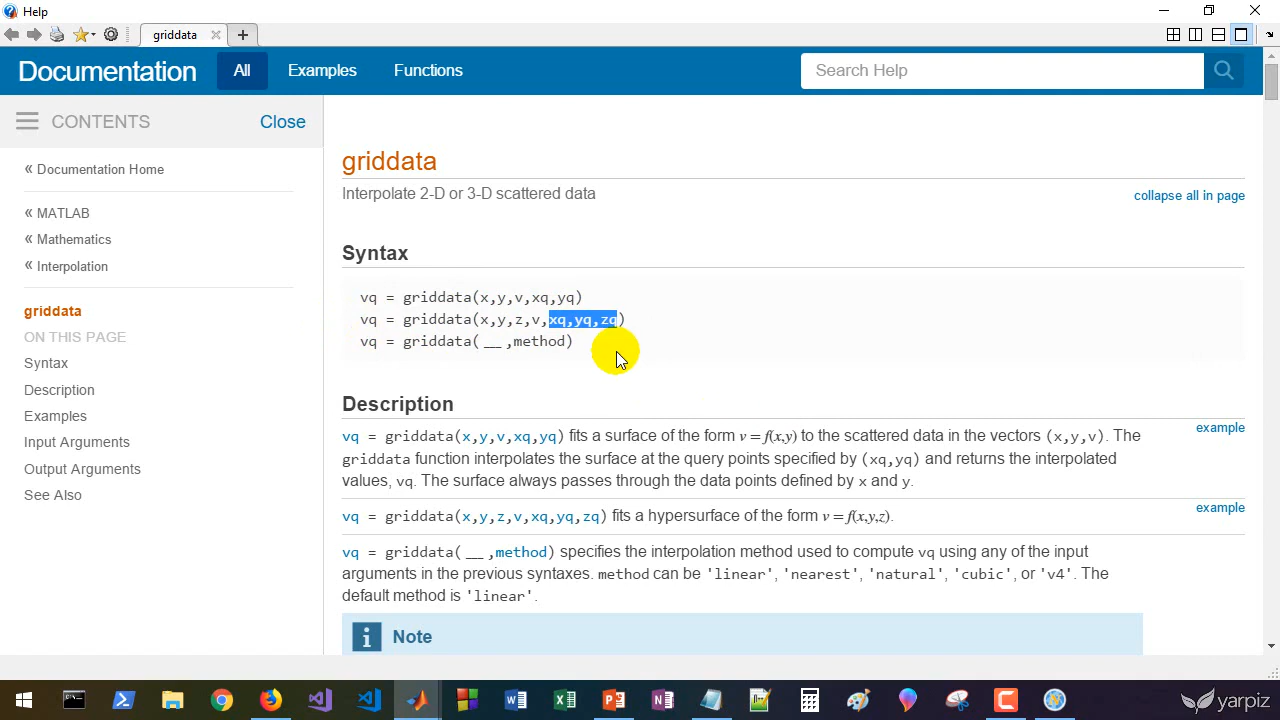 Help
griddata
Documentation
All
Examples
Functions
Search Help
CONTENTS
Close
« Documentation Home
« MATLAB
« Mathematics
« Interpolation
griddata
ON THIS PAGE
Syntax
Description
Examples
Input Arguments
Output Arguments
See Also
griddata
Interpolate 2-D or 3-D scattered data
collapse all in page
Syntax
vq = griddata(x,y,v,xq,yq)
vq = griddata(x,y,z,v,xq,yq,zq)
vq = griddata(__,method)
Description
vq = griddata(x,y,v,xq,yq) fits a surface of the form v = f(x,y) to the scattered data in the vectors (x,y,v). The
example
griddata function interpolates the surface at the query points specified by (xq,yq) and returns the interpolated
values, vq. The surface always passes through the data points defined by x and y.
vq = griddata(x,y,z,v,xq,yq,zq) fits a hypersurface of the form v = f(x,y,z).
example
vq = griddata(__,method) specifies the interpolation method used to compute vq using any of the input
arguments in the previous syntaxes. method can be 'linear', 'nearest', 'natural', 'cubic', or 'v4'. The
default method is 'linear'.
Note
yarpiz